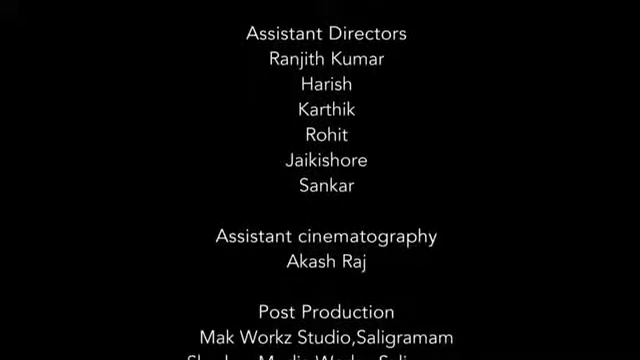 Assistant Directors
Ranjith Kumar
Harish
Karthik
Rohit
Jaikishore
Sankar
Assistant cinematography
Akash Raj
Post Production
Mak Workz Studio,Saligramam